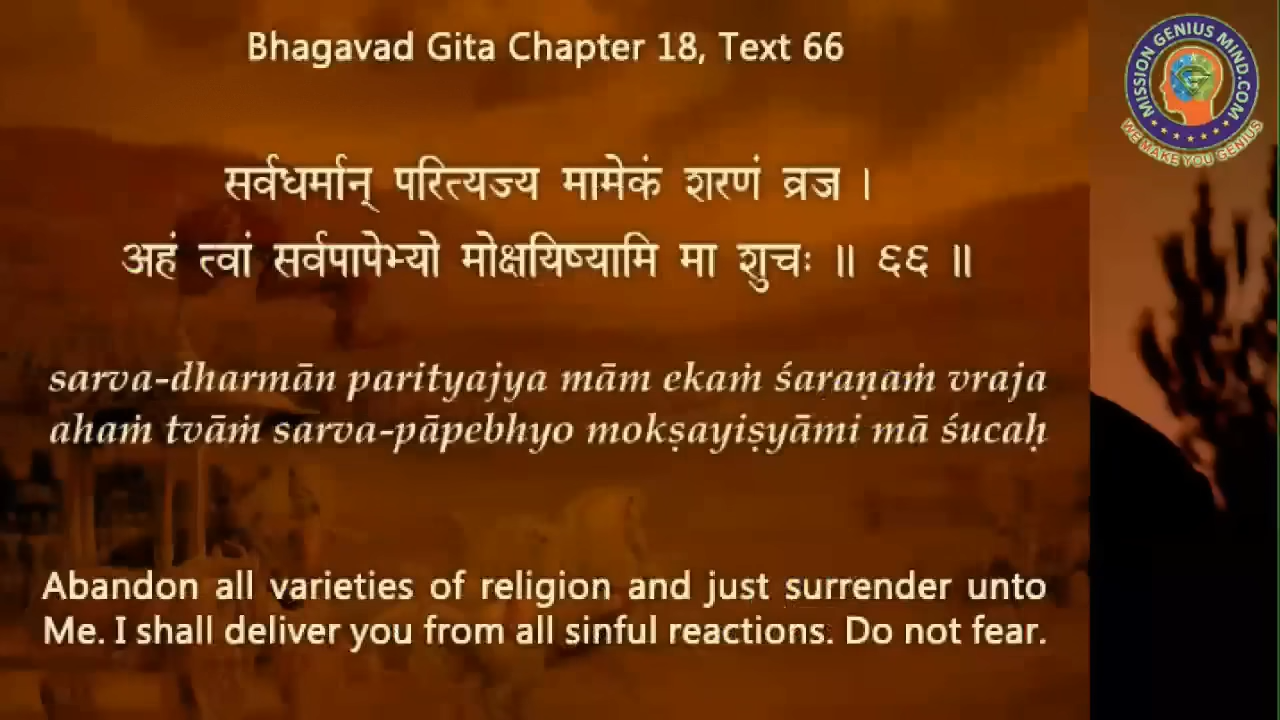 Bhagavad Gita Chapter 18, Text 66
MISSION GENIUS MIND.COM
WE MAKE YOU GENIUS
सर्वधर्मान् परित्यज्य मामेकं शरणं व्रज ।
अहं त्वां सर्वपापेभ्यो मोक्षयिष्यामि मा शुचः ॥ ६६ ॥
sarva-dharmān parityajya mām ekaṁ śaraṇaṁ vraja
ahaṁ tvāṁ sarva-pāpebhyo mokṣayiṣyāmi mā śucaḥ
Abandon all varieties of religion and just surrender unto
Me. I shall deliver you from all sinful reactions. Do not fear.